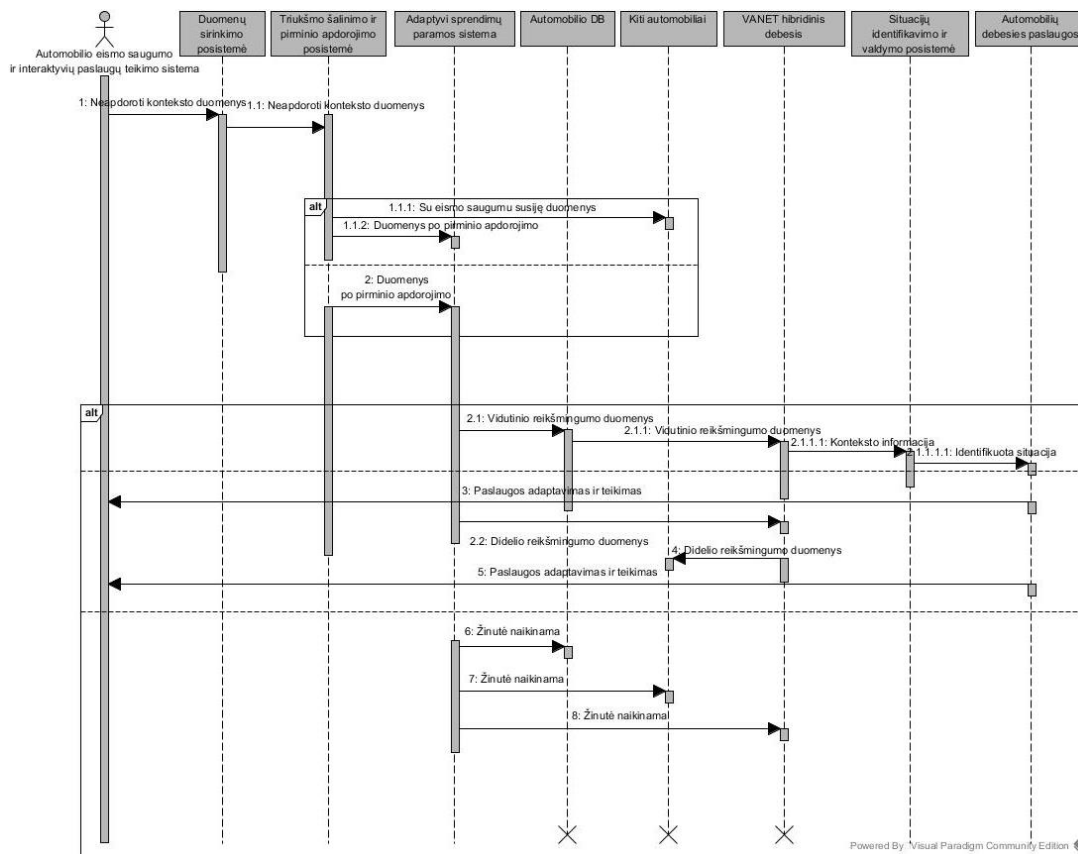 Duomenų
sirinkimo
posistemė
Triukšmo šalinimo ir
pirminio apdorojimo
posistemė
Adaptyvi sprendimų
paramos sistema
Automobilio DB
Kiti automobiliai
VANET hibridinis
debesis
Situacijų
identifikavimo ir
valdymo posistemė
Automobilių
debesies paslaugos
Automobilio eismo saugumo
ir interaktyvių paslaugų teikimo sistema
1: Neapdoroti konteksto duomenys
1.1: Neapdoroti konteksto duomenys
alt
1.1.1: Su eismo saugumu susiję duomenys
1.1.2: Duomenys po pirminio apdorojimo
2: Duomenys
po pirminio apdorojimo
alt
2.1: Vidutinio reikšmingumo duomenys
2.1.1: Vidutinio reikšmingumo duomenys
2.1.1.1: Konteksto informacija
2.1.1.1.1: Identifikuota situacija
3: Paslaugos adaptavimas ir teikimas
2.2: Didelio reikšmingumo duomenys
4: Didelio reikšmingumo duomenys
5: Paslaugos adaptavimas ir teikimas
6: Žinutė naikinama
7: Žinutė naikinama
8: Žinutė naikinama
Powered By Visual Paradigm Community Edition